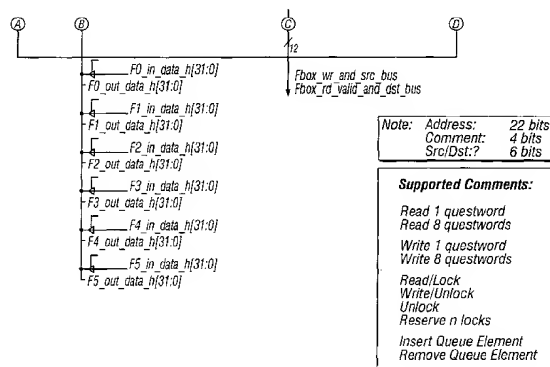 A B C D
12
Fbox_wr_and_src_bus
Fbox_rd_valid_and_dst_bus
F0_in_data_h[31:0]
F0_out_data_h[31:0]
F1_in_data_h[31:0]
F1_out_data_h[31:0]
F2_in_data_h[31:0]
F2_out_data_h[31:0]
F3_in_data_h[31:0]
F3_out_data_h[31:0]
F4_in_data_h[31:0]
F4_out_data_h[31:0]
F5_in_data_h[31:0]
F5_out_data_h[31:0]
Note: Address: 22 bits
Comment: 4 bits
Src/Dst:? 6 bits
Supported Comments:
Read 1 questword
Read 8 questwords
Write 1 questword
Write 8 questwords
Read/Lock
Write/Unlock
Unlock
Reserve n locks
Insert Queue Element
Remove Queue Element